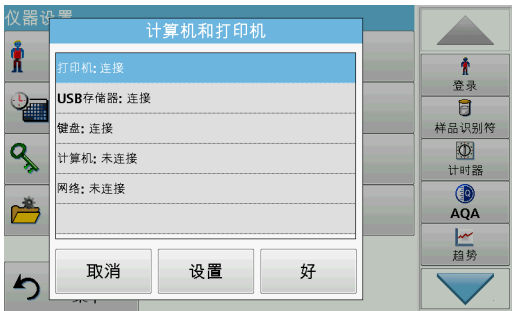 仪器设
计算机和打印机
打印机: 连接
USB存储器: 连接
键盘: 连接
计算机: 未连接
网络: 未连接
取消
设置
好
登录
样品识别符
计时器
AQA
趋势